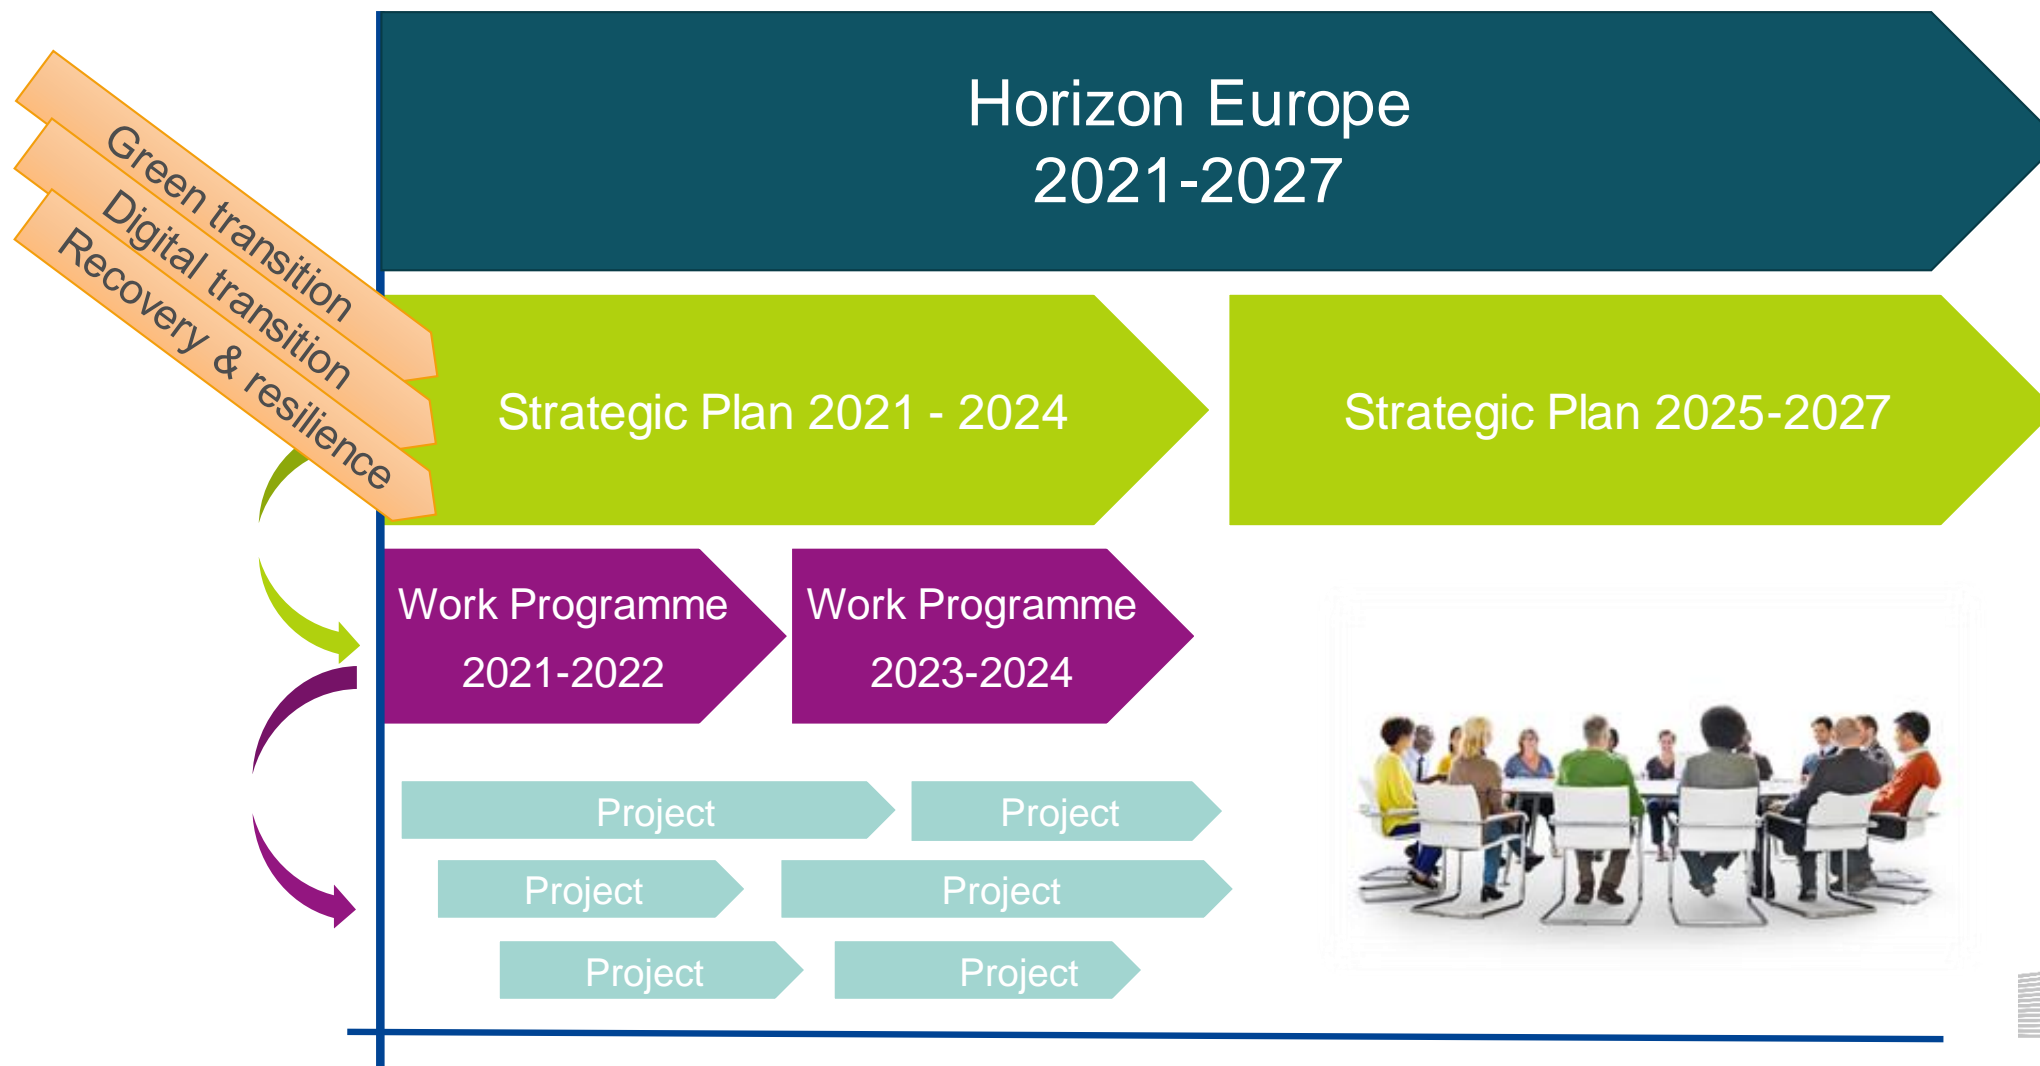 Horizon Europe
2021-2027
Green transition
Digital transition
Recovery & resilience
Strategic Plan 2021 - 2024
Strategic Plan 2025-2027
Work Programme
2021-2022
Work Programme
2023-2024
Project
Project
Project
Project
Project
Project